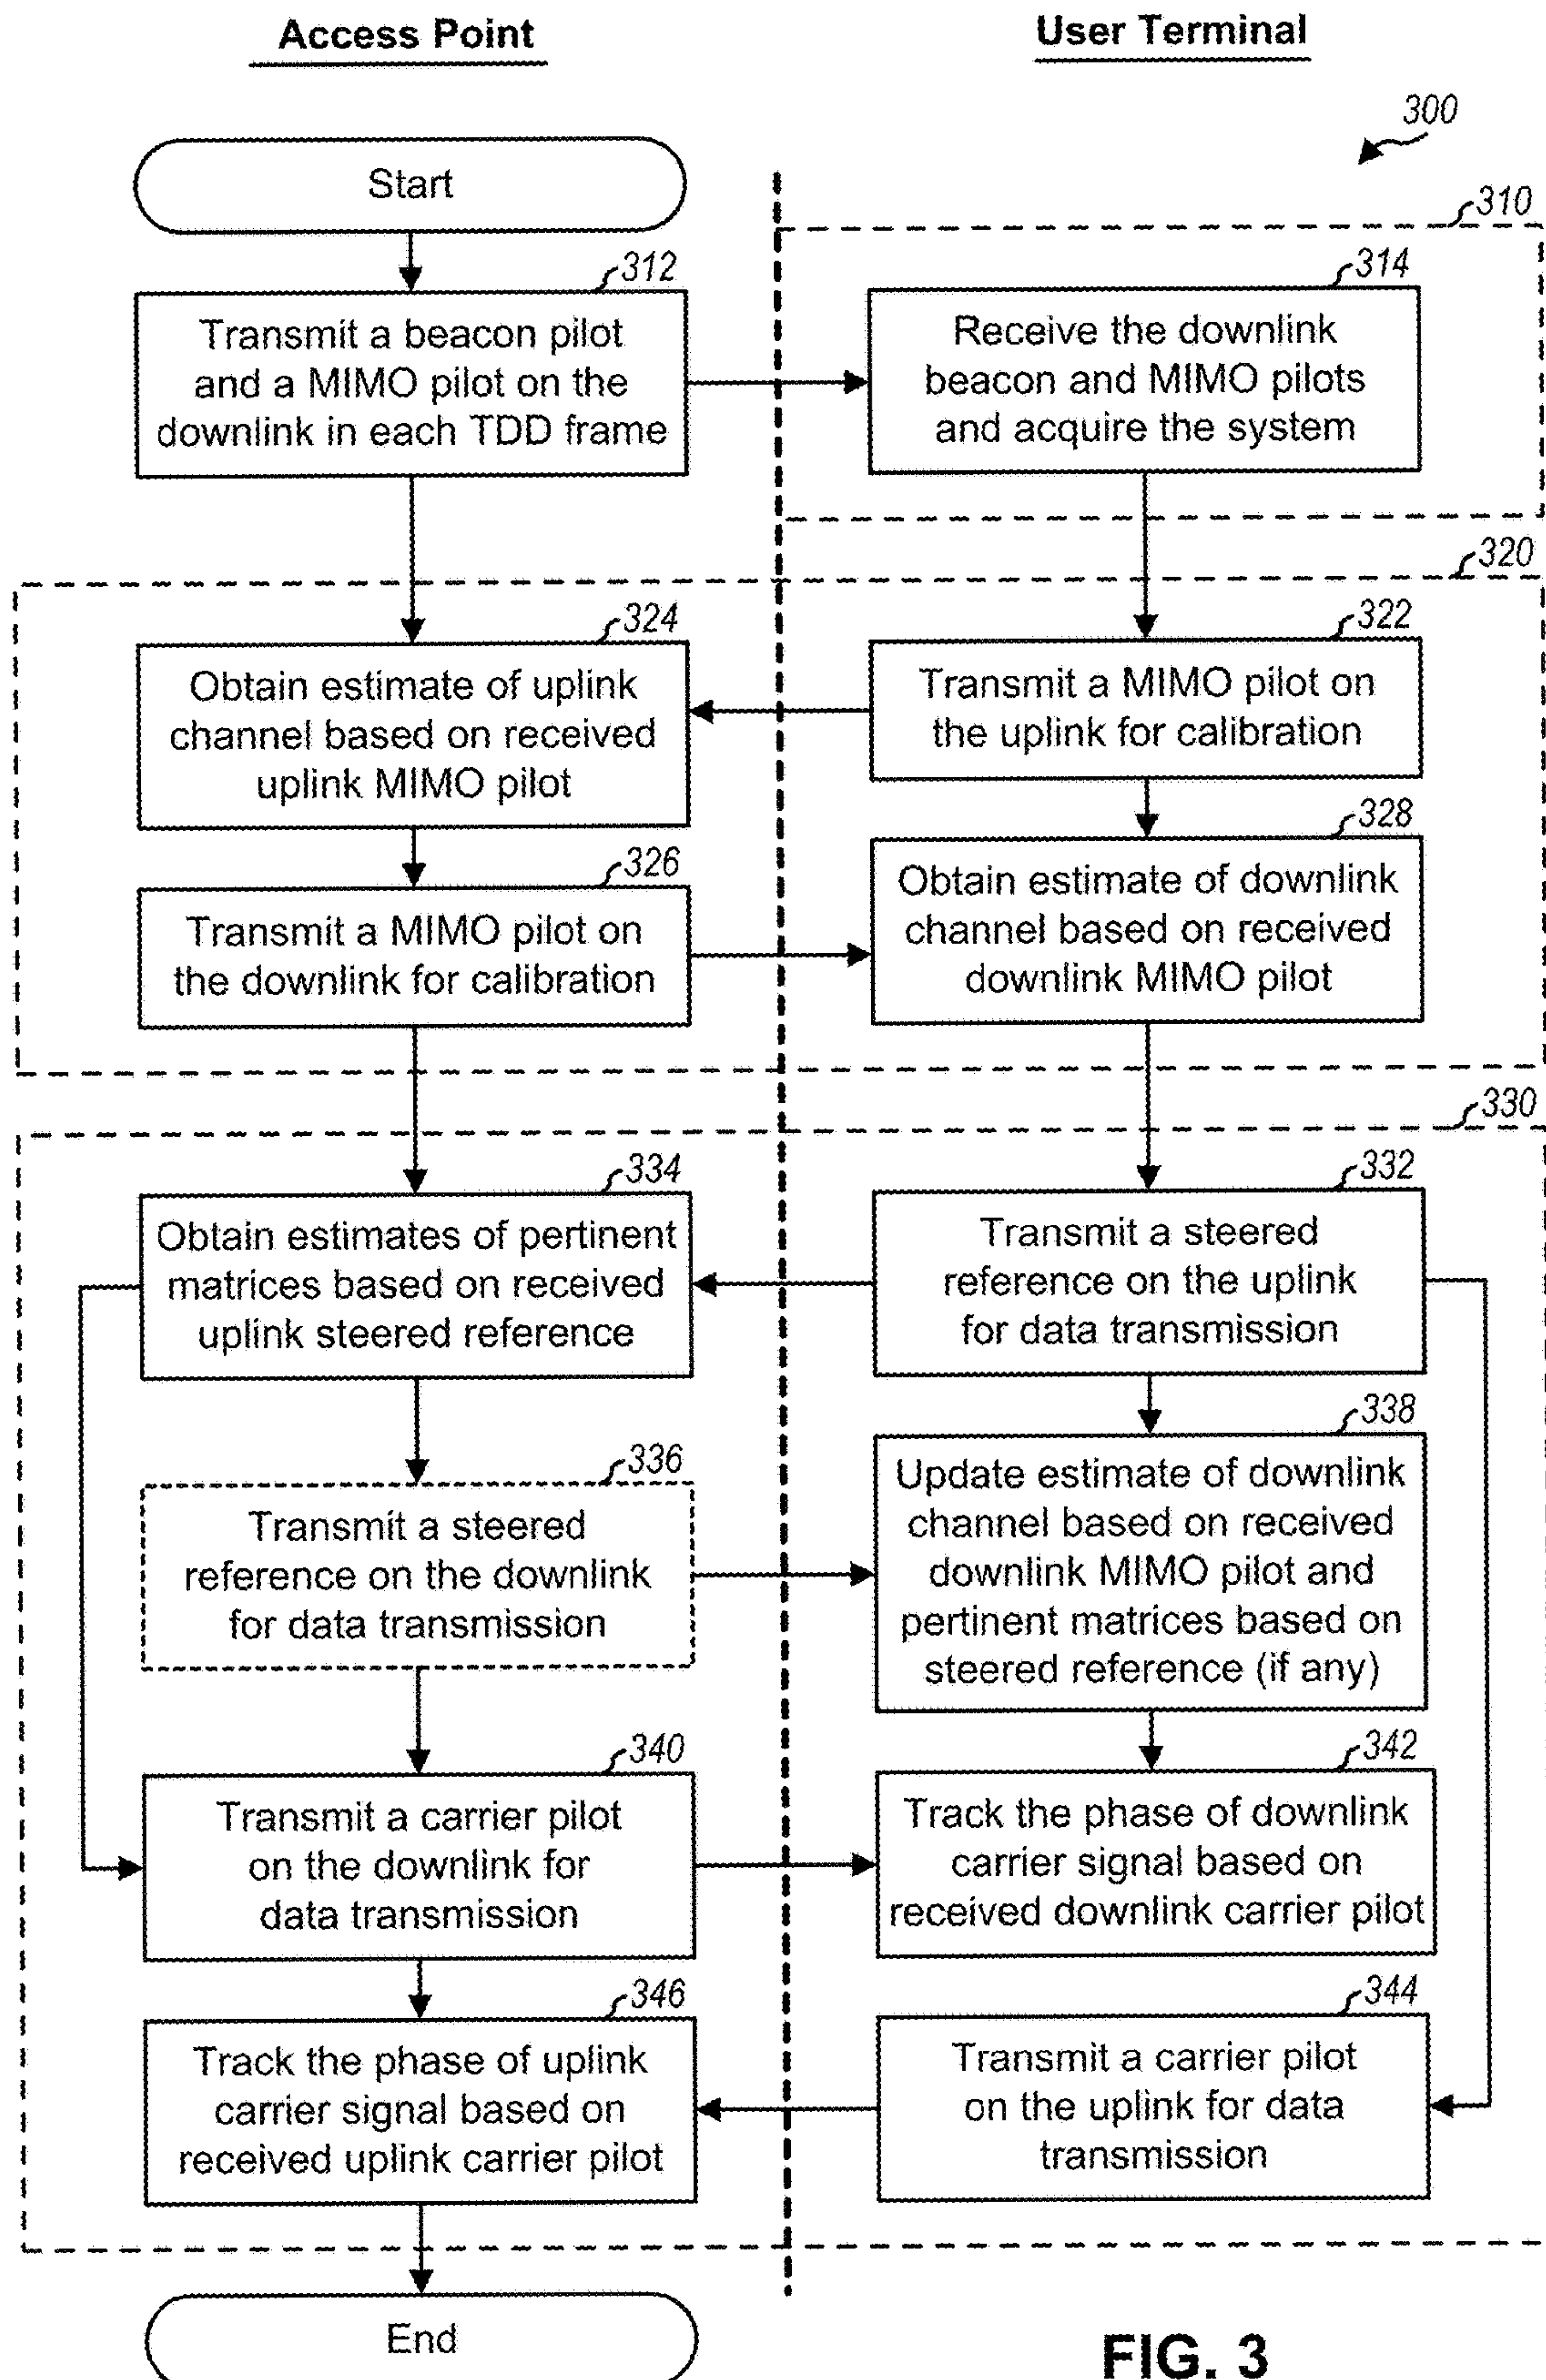 Access Point
User Terminal
300
Start
310
312
Transmit a beacon pilot
and a MIMO pilot on the
downlink in each TDD frame
314
Receive the downlink
beacon and MIMO pilots
and acquire the system
320
324
Obtain estimate of uplink
channel based on received
uplink MIMO pilot
322
Transmit a MIMO pilot on
the uplink for calibration
326
Transmit a MIMO pilot on
the downlink for calibration
328
Obtain estimate of downlink
channel based on received
downlink MIMO pilot
330
334
Obtain estimates of pertinent
matrices based on received
uplink steered reference
332
Transmit a steered
reference on the uplink
for data transmission
336
Transmit a steered
reference on the downlink
for data transmission
338
Update estimate of downlink
channel based on received
downlink MIMO pilot and
pertinent matrices based on
steered reference (if any)
340
Transmit a carrier pilot
on the downlink for
data transmission
342
Track the phase of downlink
carrier signal based on
received downlink carrier pilot
346
Track the phase of uplink
carrier signal based on
received uplink carrier pilot
344
Transmit a carrier pilot
on the uplink for data
transmission
End
FIG. 3